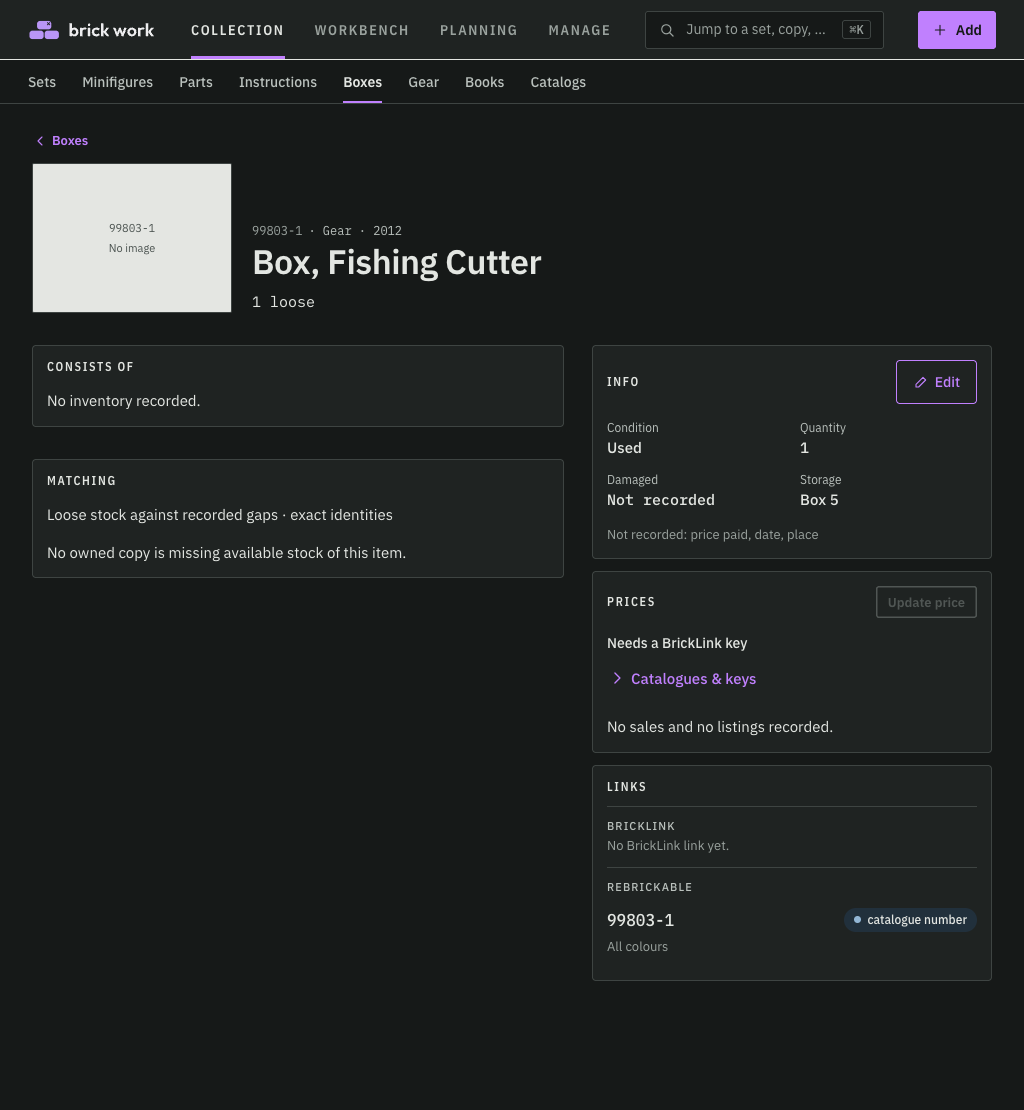 brick work
COLLECTION
WORKBENCH
PLANNING
MANAGE
Jump to a set, copy, ...
⌘K
+ Add
Sets
Minifigures
Parts
Instructions
Boxes
Gear
Books
Catalogs
Boxes
99803-1
No image
99803-1 · Gear · 2012
Box, Fishing Cutter
1 loose
CONSISTS OF
No inventory recorded.
MATCHING
Loose stock against recorded gaps · exact identities
No owned copy is missing available stock of this item.
INFO
Edit
Condition
Used
Quantity
1
Damaged
Not recorded
Storage
Box 5
Not recorded: price paid, date, place
PRICES
Update price
Needs a BrickLink key
Catalogues & keys
No sales and no listings recorded.
LINKS
BRICKLINK
No BrickLink link yet.
REBRICKABLE
99803-1
catalogue number
All colours